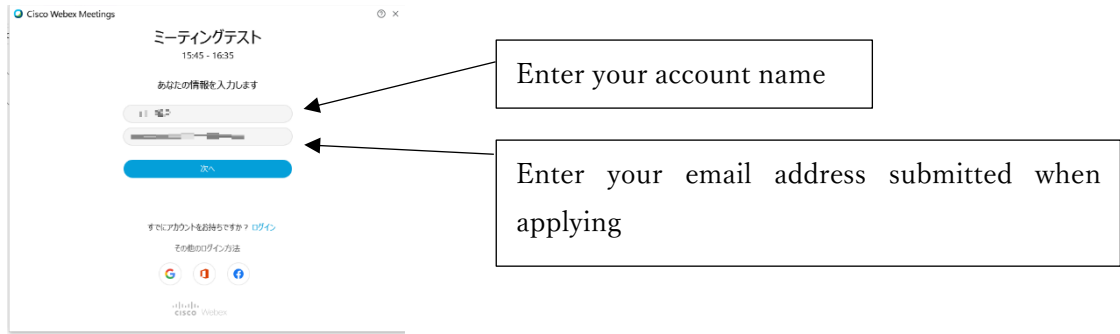 Cisco Webex Meetings
ミーティングテスト
15:45 - 16:35
あなたの情報を入力します
次へ
すでにアカウントをお持ちですか？ ログイン
その他のログイン方法
cisco Webex
Enter your account name
Enter your email address submitted when
applying